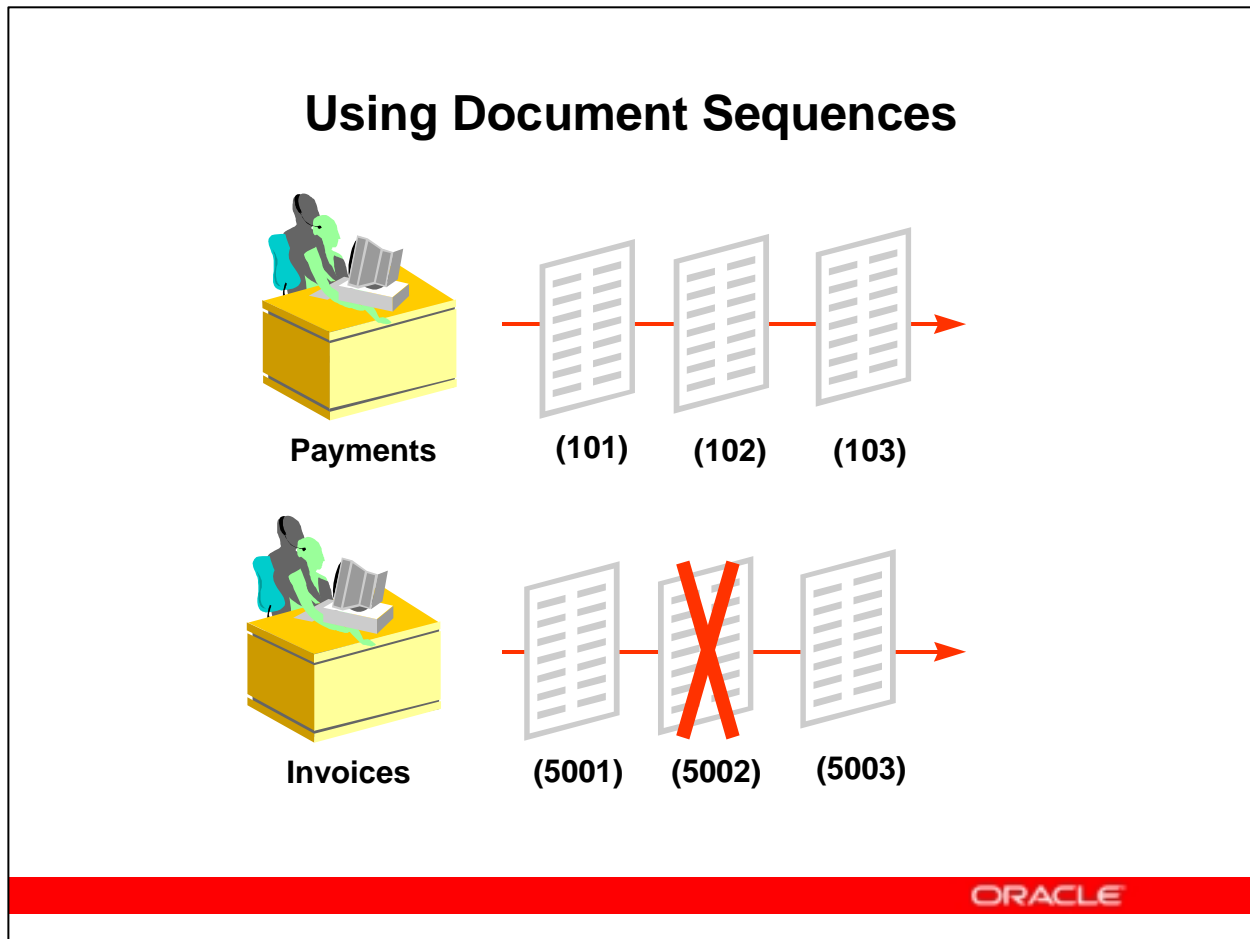 Using Document Sequences
Payments (101) (102) (103)
Invoices (5001) (5002) (5003)
ORACLE